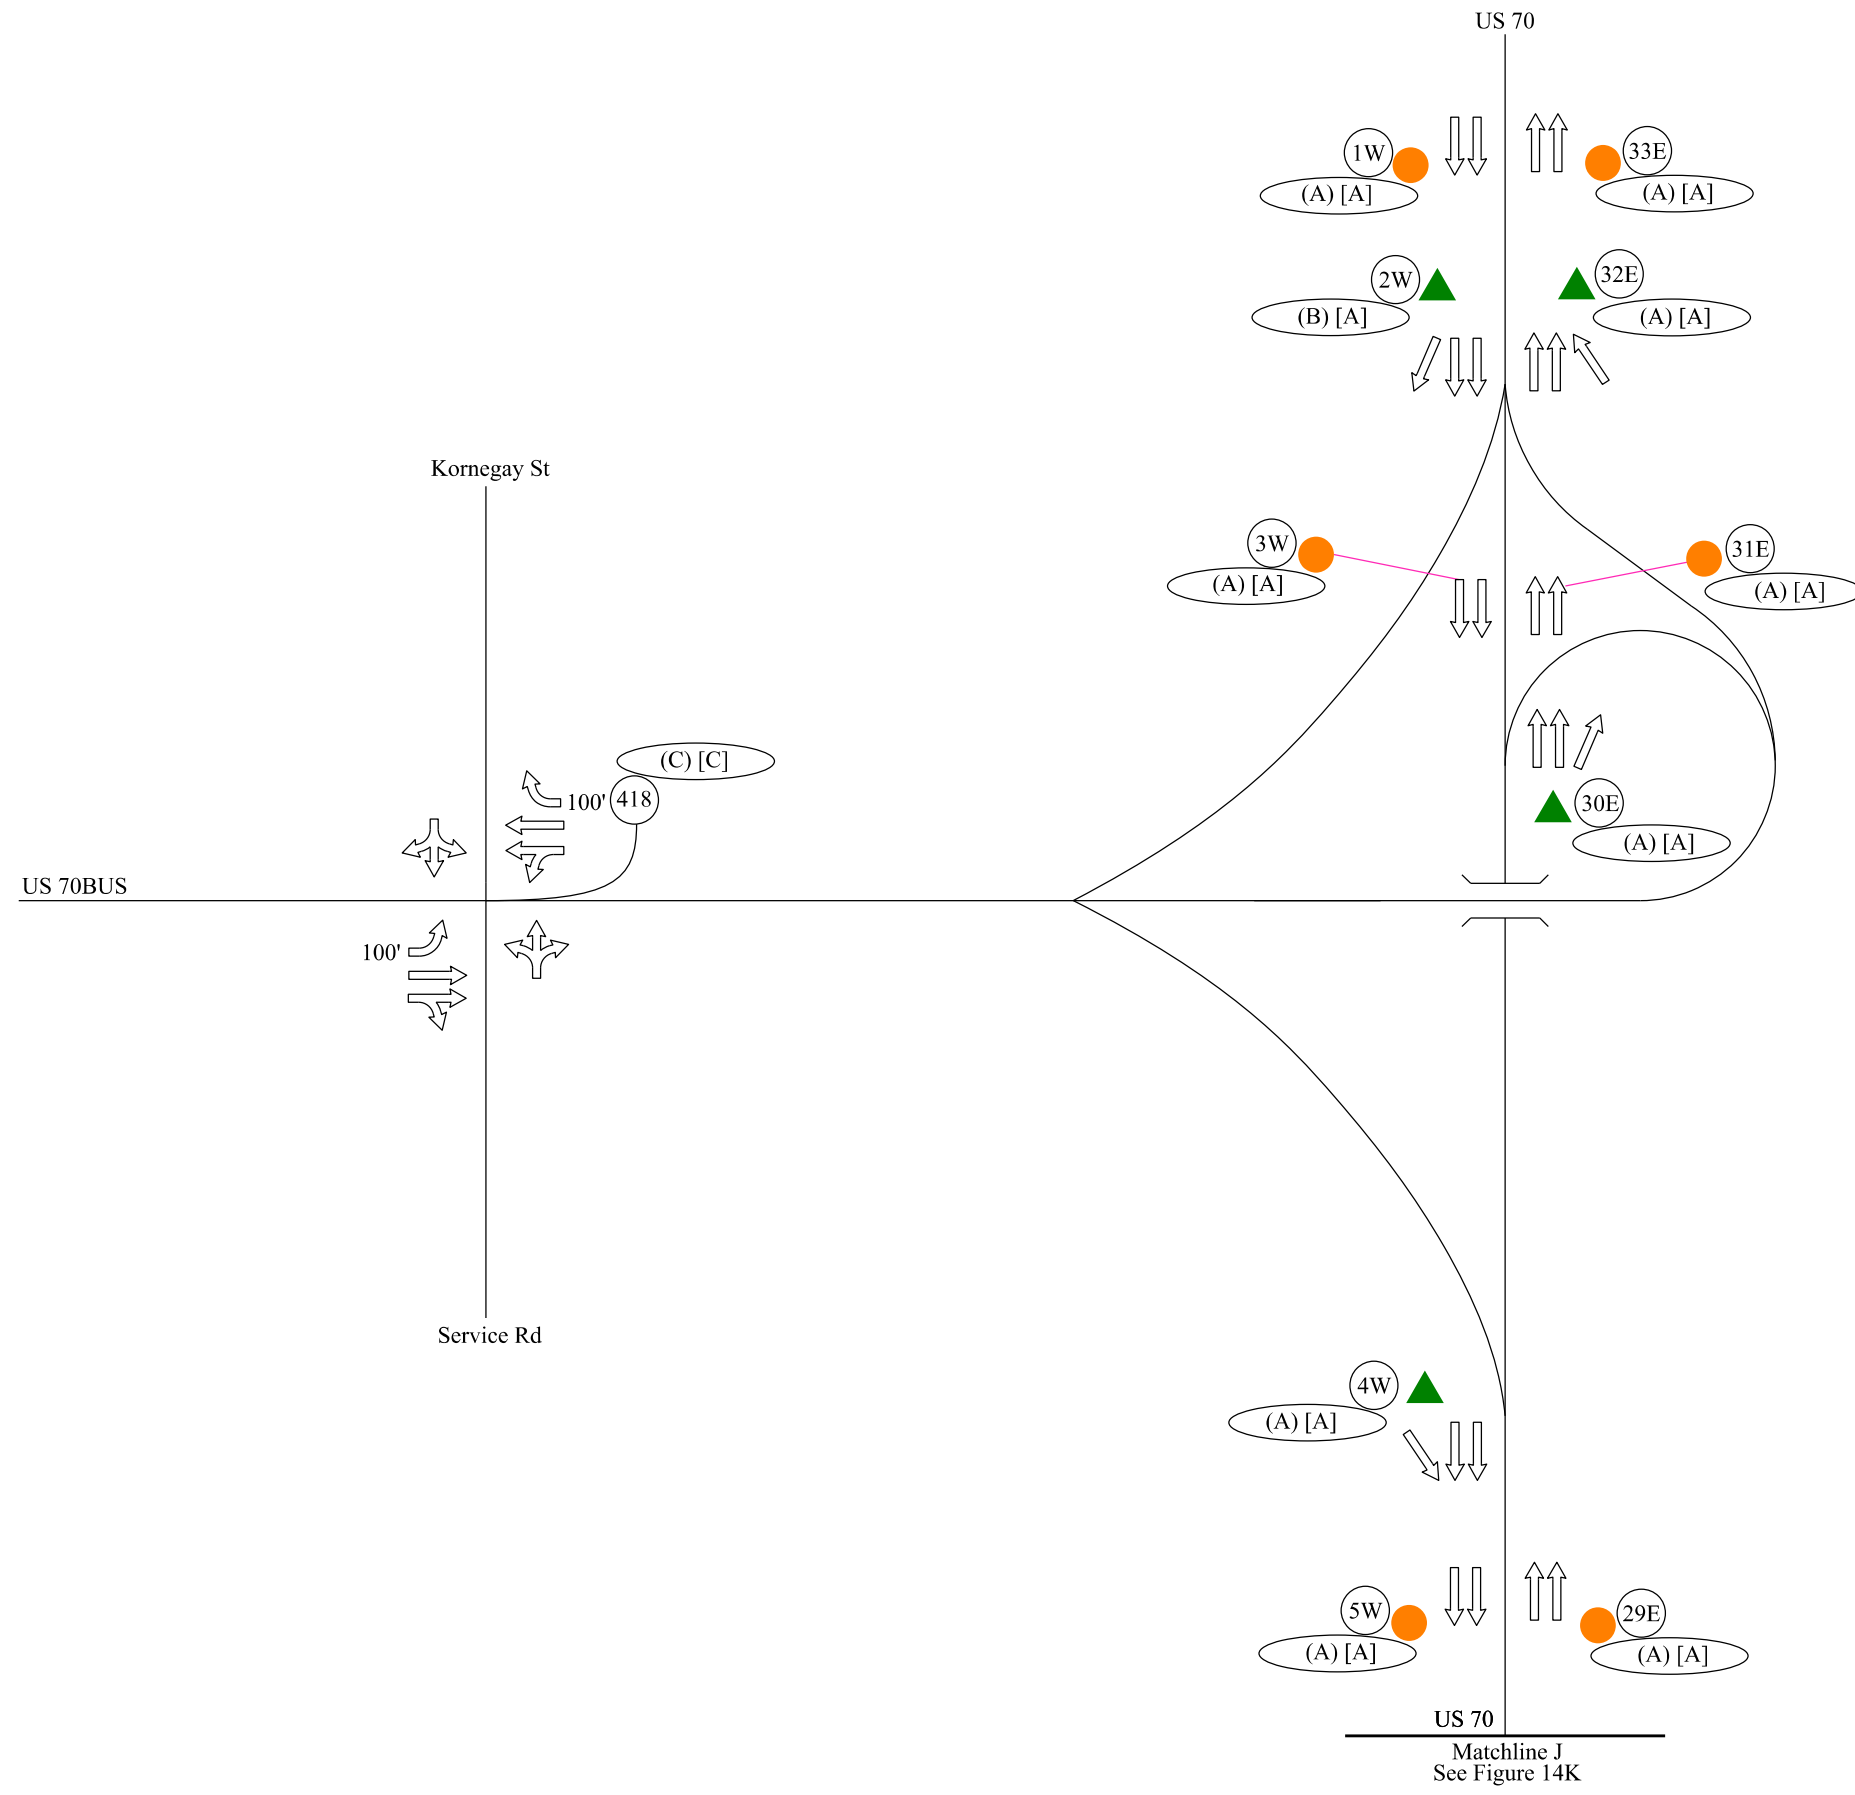 US 70
1W
33E
(A) [A]
(A) [A]
2W
32E
(B) [A]
(A) [A]
Kornegay St
3W
31E
(A) [A]
(A) [A]
(C) [C]
100'
418
30E
(A) [A]
US 70BUS
100'
Service Rd
4W
(A) [A]
5W
29E
(A) [A]
(A) [A]
US 70
Matchline J
See Figure 14K